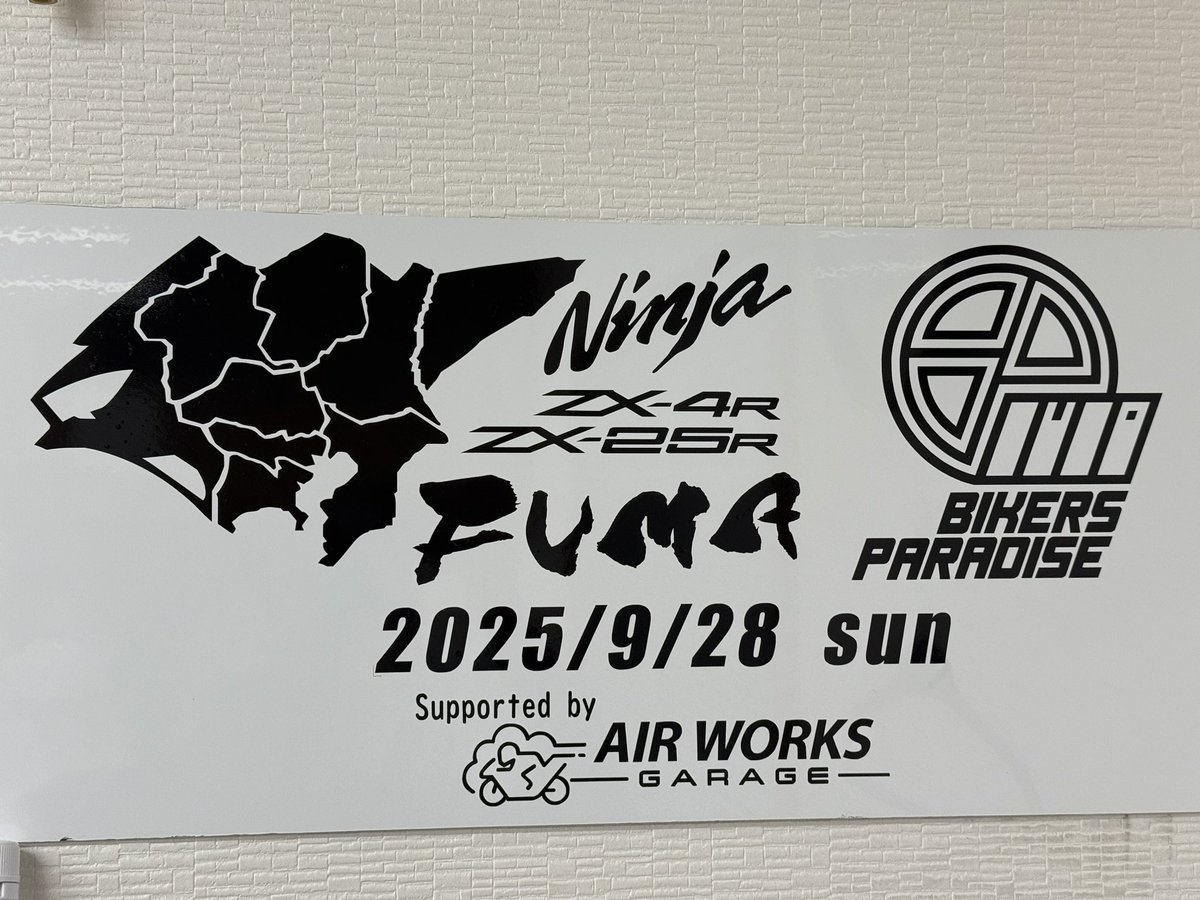 Ninja
ZX-4R
ZX-25R
FUMA
BIKERS
PARADISE
2025/9/28 sun
Supported by
AIR WORKS
GARAGE